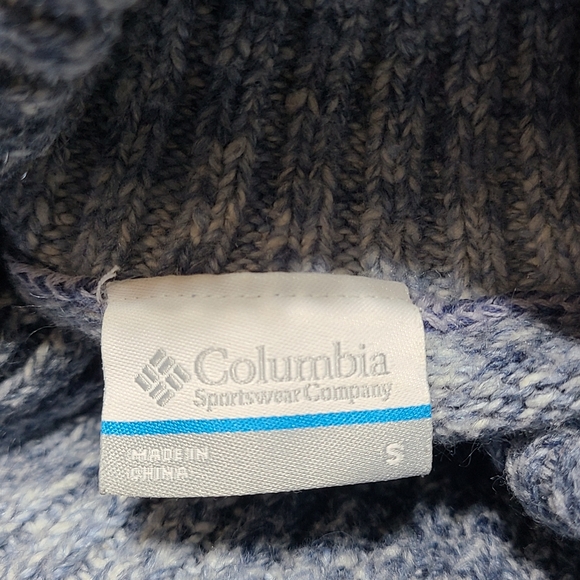 Columbia
Sportswear Company
MADE IN
CHINA
S